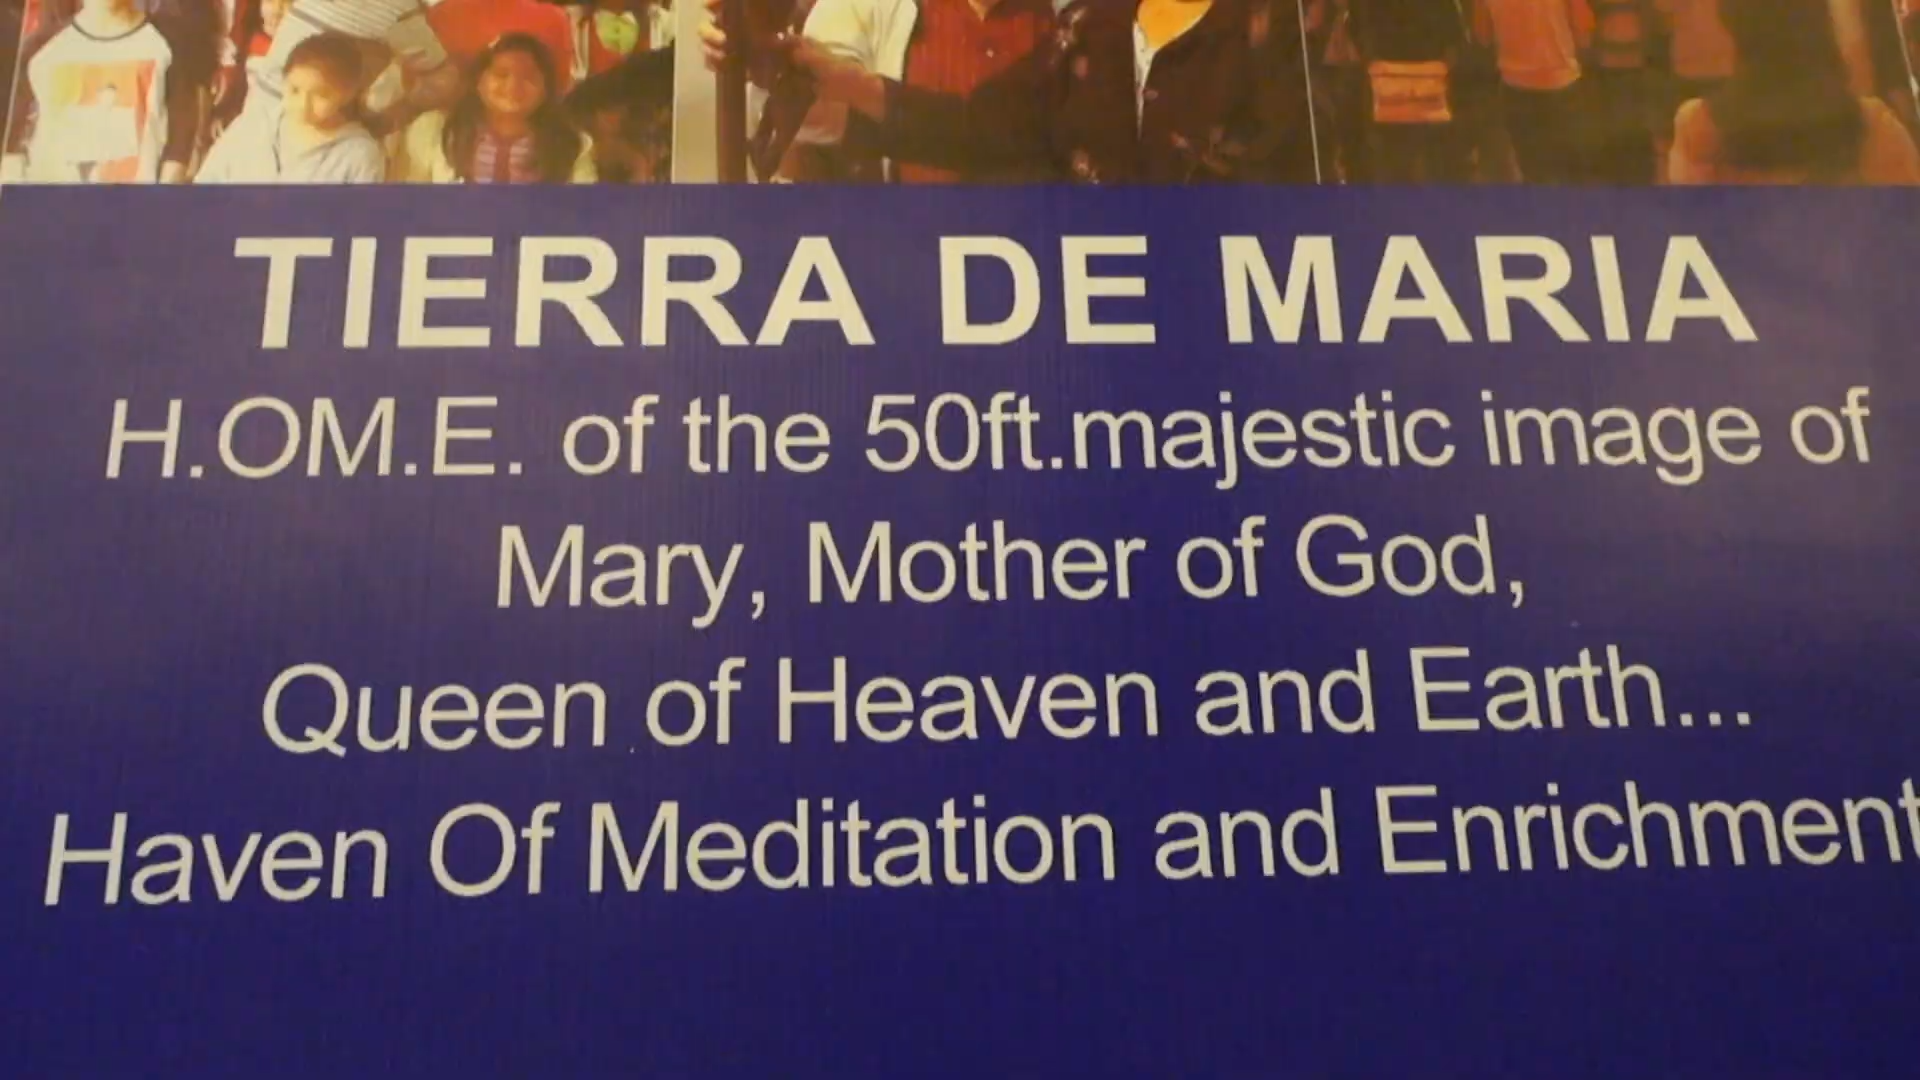 TIERRA DE MARIA
H.OM.E. of the 50ft.majestic image of
Mary, Mother of God,
Queen of Heaven and Earth...
Haven Of Meditation and Enrichment